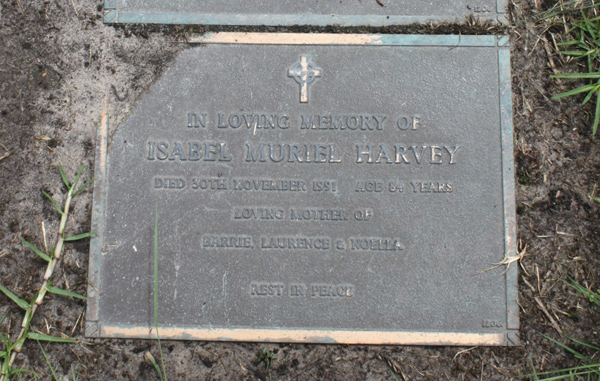 IN LOVING MEMORY OF
ISABEL MURIEL HARVEY
DIED 30TH NOVEMBER 1991 AGE 84 YEARS
LOVING MOTHER OF
BARRIE, LAURENCE & NOELLA
REST IN PEACE